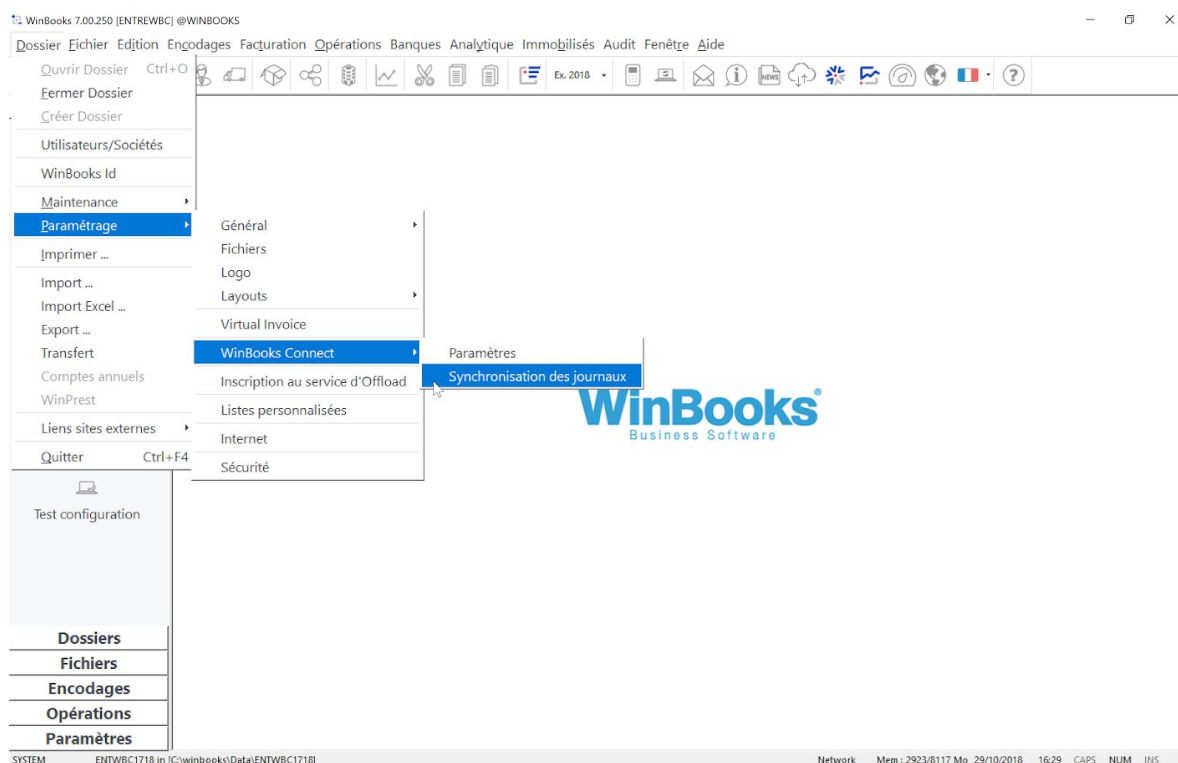 WinBooks 7.00.250 [ENTREWBC] @WINBOOKS
Dossier Fichier Edition Encodages Facturation Opérations Banques Analytique Immobilisés Audit Fenêtre Aide
Ex. 2018
NEWS
Ouvrir Dossier Ctrl+O
Fermer Dossier
Créer Dossier
Utilisateurs/Sociétés
WinBooks Id
Maintenance
Paramétrage
Imprimer ...
Import ...
Import Excel ...
Export ...
Transfert
Comptes annuels
WinPrest
Liens sites externes
Quitter Ctrl+F4
Général
Fichiers
Logo
Layouts
Virtual Invoice
WinBooks Connect
Inscription au service d'Offload
Listes personnalisées
Internet
Sécurité
Paramètres
Synchronisation des journaux
WinBooks®
Business Software
Test configuration
Dossiers
Fichiers
Encodages
Opérations
Paramètres
SYSTEM ENTWBC1718 in [C:\winbooks\Data\ENTWBC1718] Network Mem : 2923/8117 Mo 29/10/2018 16:29 CAPS NUM INS